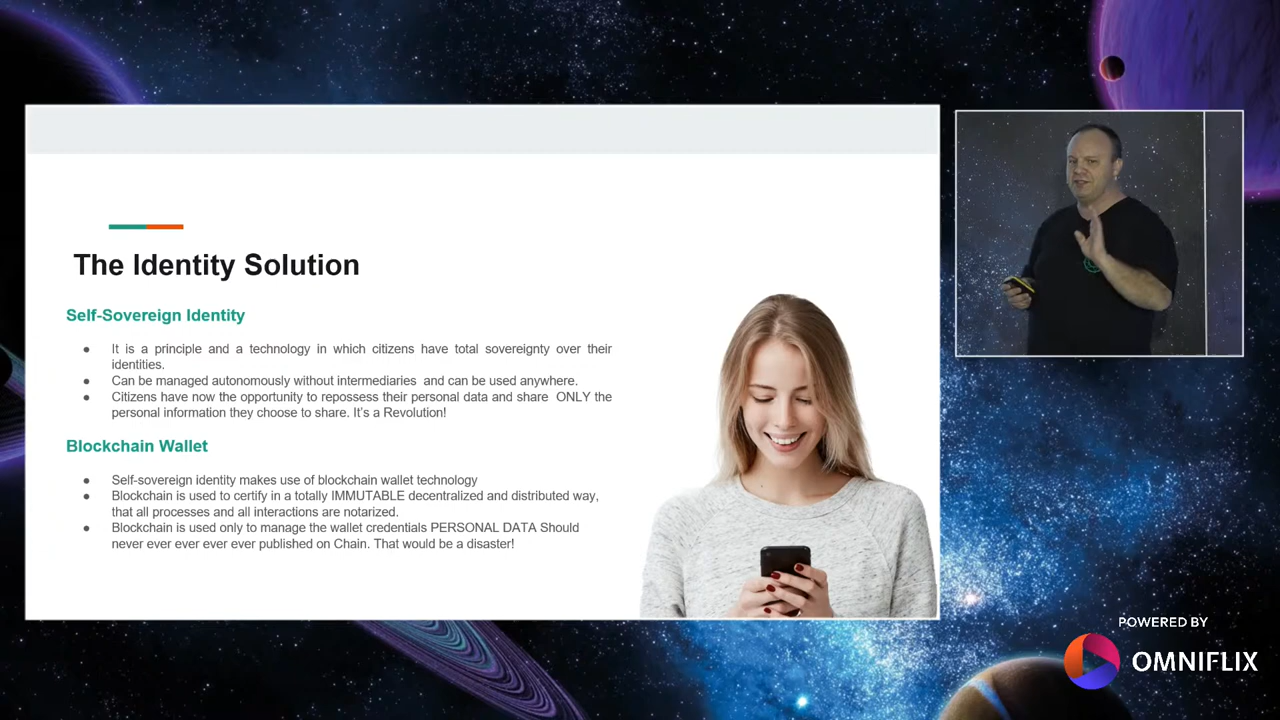 The Identity Solution
Self-Sovereign Identity
● It is a principle and a technology in which citizens have total sovereignty over their
identities.
● Can be managed autonomously without intermediaries and can be used anywhere.
● Citizens have now the opportunity to repossess their personal data and share ONLY the
personal information they choose to share. It's a Revolution!
Blockchain Wallet
● Self-sovereign identity makes use of blockchain wallet technology
● Blockchain is used to certify in a totally IMMUTABLE decentralized and distributed way,
that all processes and all interactions are notarized.
● Blockchain is used only to manage the wallet credentials PERSONAL DATA Should
never ever ever ever ever published on Chain. That would be a disaster!
POWERED BY
OMNIFLIX